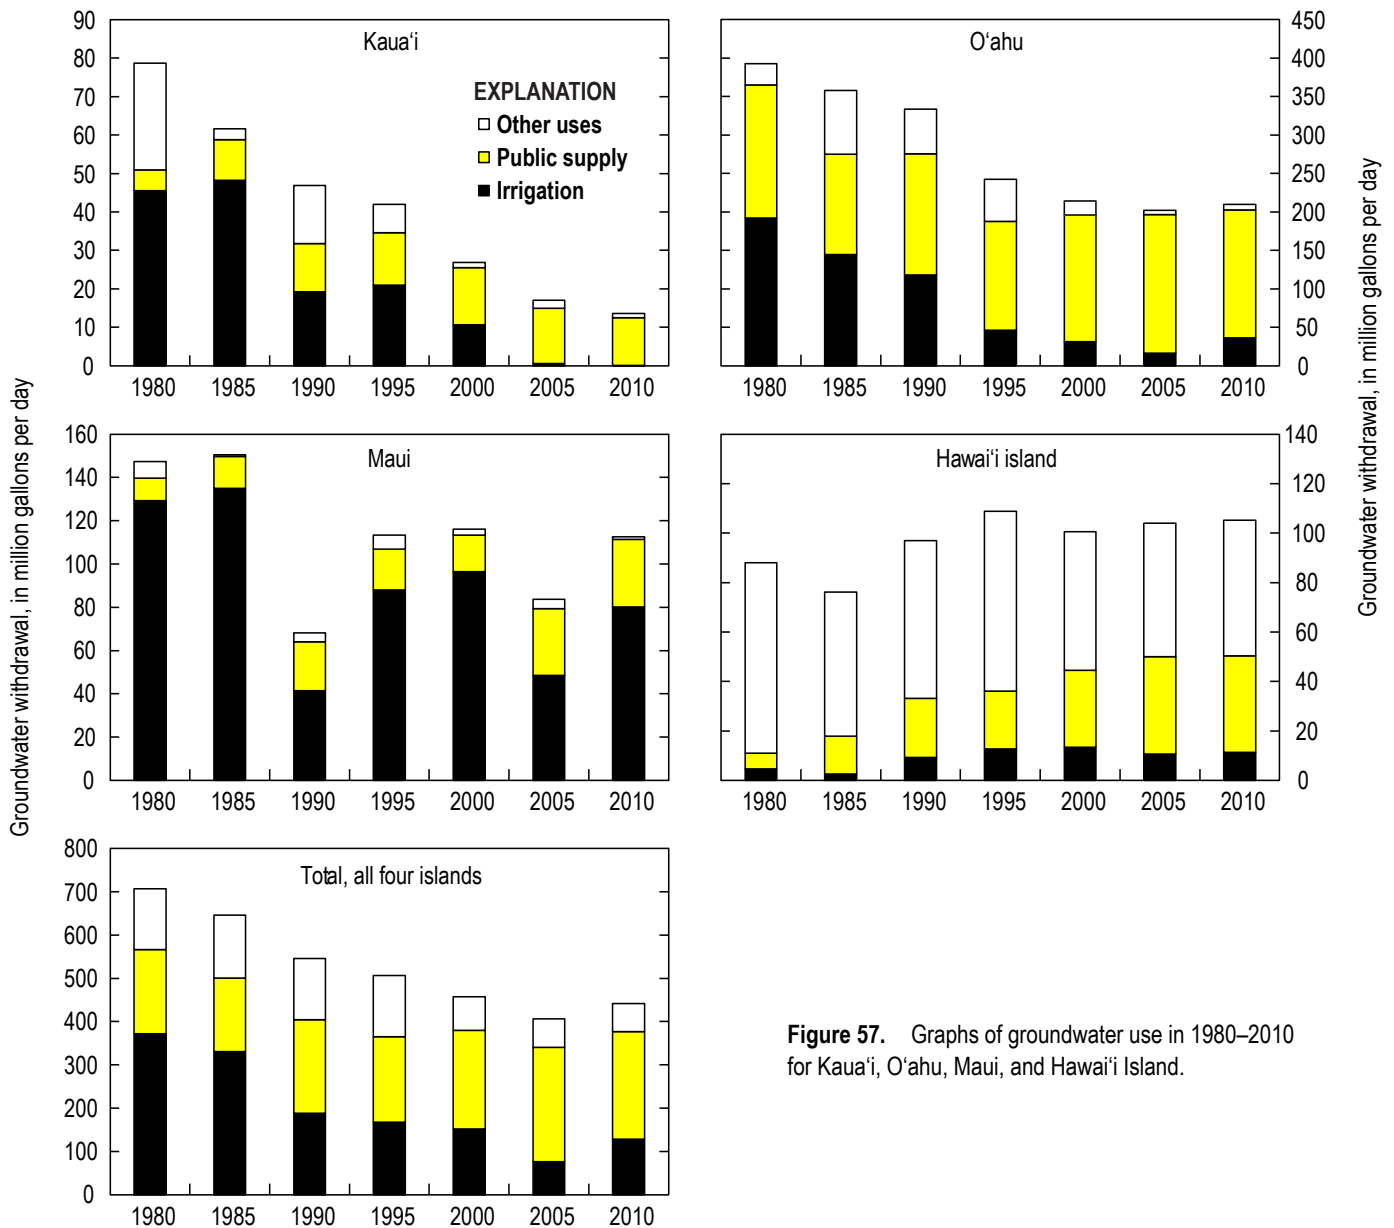 Kaua‘i
90
80
70
60
50
40
30
20
10
0
EXPLANATION
Other uses
Public supply
Irrigation
1980 1985 1990 1995 2000 2005 2010
O‘ahu
450
400
350
300
250
200
150
100
50
0
1980 1985 1990 1995 2000 2005 2010
Groundwater withdrawal, in million gallons per day
Groundwater withdrawal, in million gallons per day
Maui
160
140
120
100
80
60
40
20
0
1980 1985 1990 1995 2000 2005 2010
Hawai‘i island
140
120
100
80
60
40
20
0
1980 1985 1990 1995 2000 2005 2010
Total, all four islands
800
700
600
500
400
300
200
100
0
1980 1985 1990 1995 2000 2005 2010
Figure 57. Graphs of groundwater use in 1980–2010
for Kaua‘i, O‘ahu, Maui, and Hawai‘i Island.